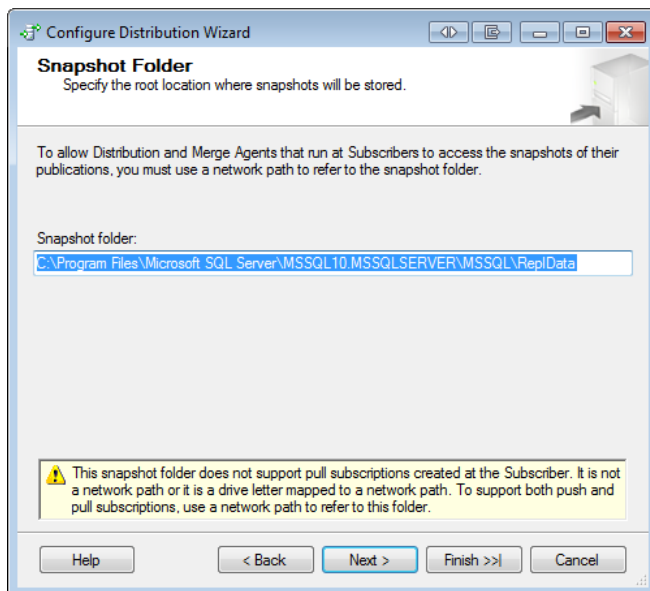 Configure Distribution Wizard
Snapshot Folder
Specify the root location where snapshots will be stored.
To allow Distribution and Merge Agents that run at Subscribers to access the snapshots of their
publications, you must use a network path to refer to the snapshot folder.
Snapshot folder:
C:\Program Files\Microsoft SQL Server\MSSQL10.MSSQLSERVER\MSSQL\ReplData
This snapshot folder does not support pull subscriptions created at the Subscriber. It is not
a network path or it is a drive letter mapped to a network path. To support both push and
pull subscriptions, use a network path to refer to this folder.
Help < Back Next > Finish >>| Cancel